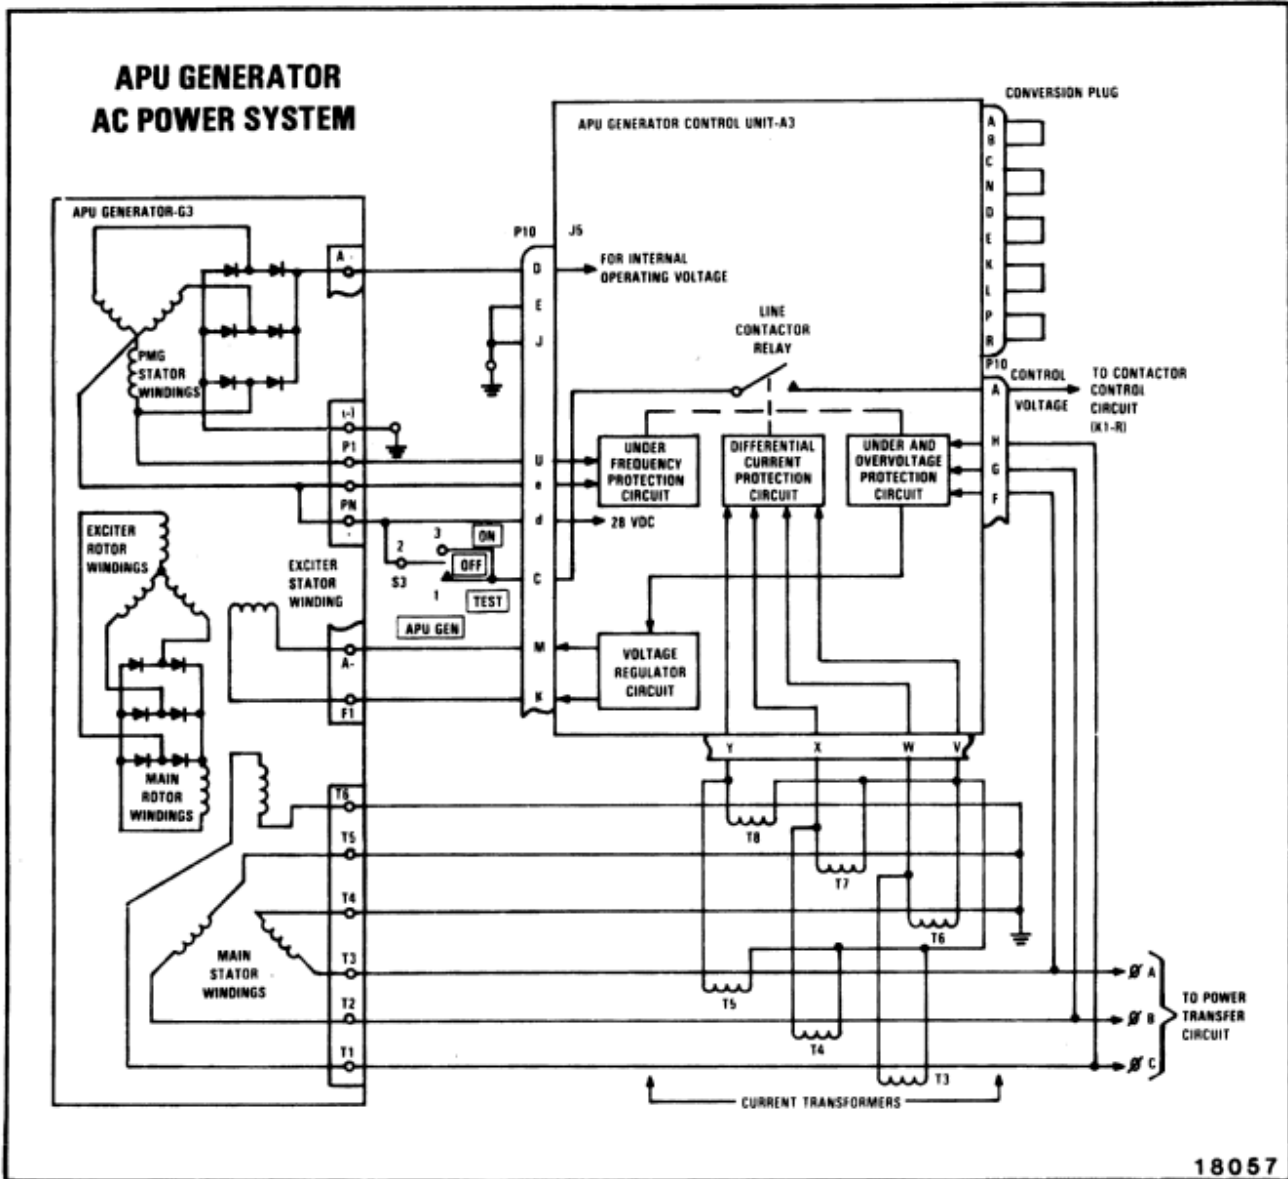 APU GENERATOR
AC POWER SYSTEM
CONVERSION PLUG
APU GENERATOR CONTROL UNIT-A3
A
B
C
N
D
E
K
L
P
R
APU GENERATOR-G3
P10
J5
A
D
FOR INTERNAL
OPERATING VOLTAGE
E
J
LINE
CONTACTOR
RELAY
PMG
STATOR
WINDINGS
P10
A
CONTROL
VOLTAGE
TO CONTACTOR
CONTROL
CIRCUIT
(K1-R)
P1
PN
U
e
d
UNDER
FREQUENCY
PROTECTION
CIRCUIT
DIFFERENTIAL
CURRENT
PROTECTION
CIRCUIT
UNDER AND
OVERVOLTAGE
PROTECTION
CIRCUIT
H
G
F
28 VDC
EXCITER
ROTOR
WINDINGS
EXCITER
STATOR
WINDING
2
3
ON
OFF
S3
1
TEST
C
APU GEN
A-
F1
M
K
VOLTAGE
REGULATOR
CIRCUIT
MAIN
ROTOR
WINDINGS
Y
X
W
V
T6
T5
T4
T3
T2
T1
MAIN
STATOR
WINDINGS
T8
T7
T6
T5
T4
T3
Ø A
Ø B
Ø C
TO POWER
TRANSFER
CIRCUIT
CURRENT TRANSFORMERS
18057